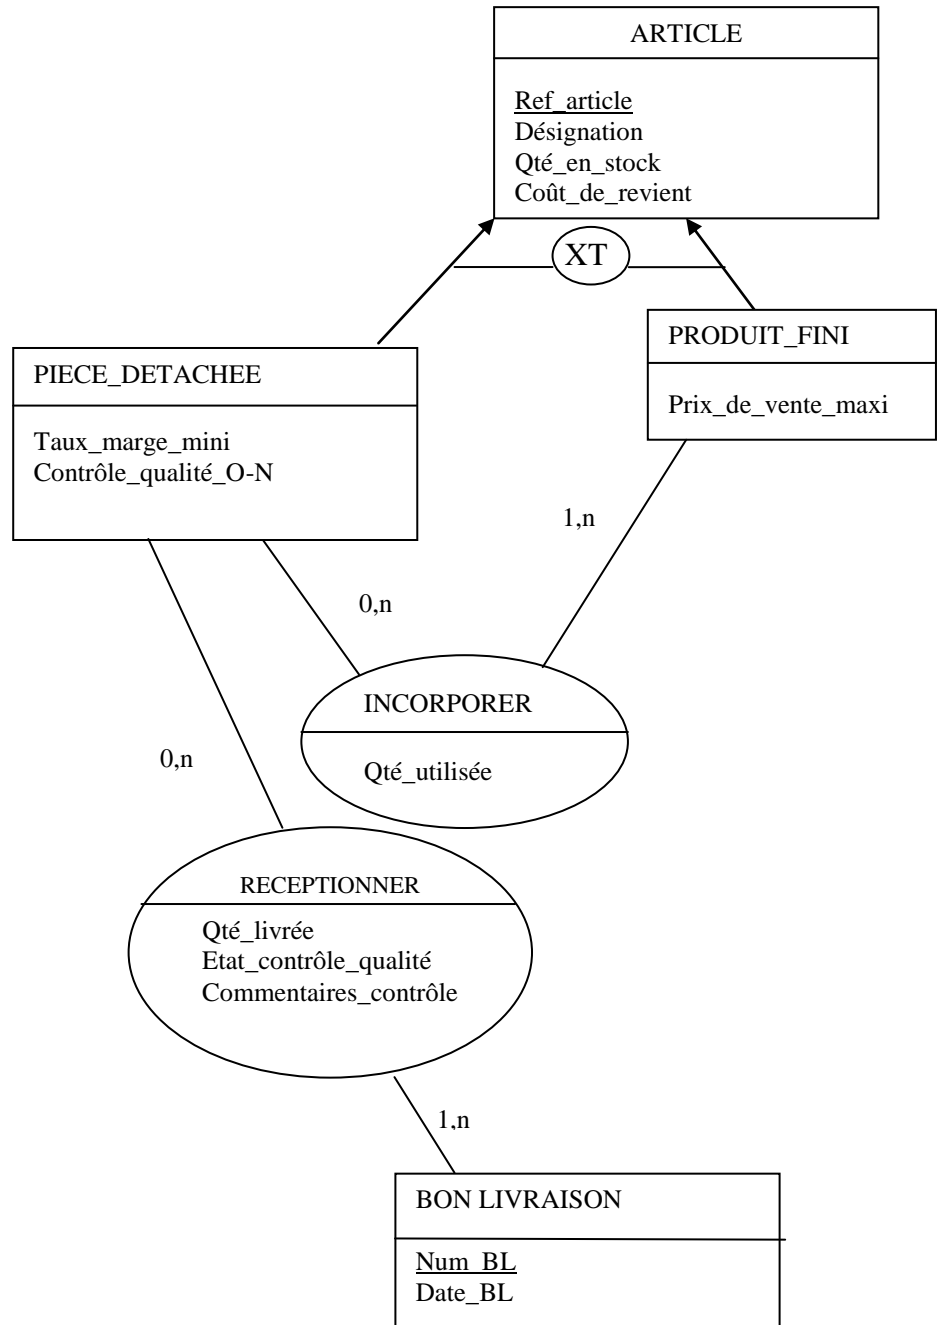 ARTICLE
Ref_article
Désignation
Qté_en_stock
Coût_de_revient
XT
PRODUIT_FINI
Prix_de_vente_maxi
PIECE_DETACHEE
Taux_marge_mini
Contrôle_qualité_O-N
1,n
0,n
INCORPORER
Qté_utilisée
0,n
RECEPTIONNER
Qté_livrée
Etat_contrôle_qualité
Commentaires_contrôle
1,n
BON LIVRAISON
Num_BL
Date_BL